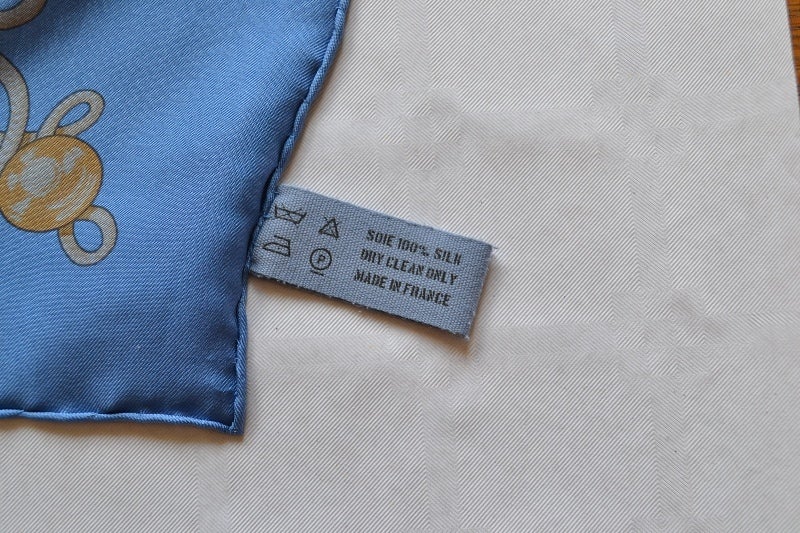 SOIE 100% SILK
DRY CLEAN ONLY
MADE IN FRANCE
P